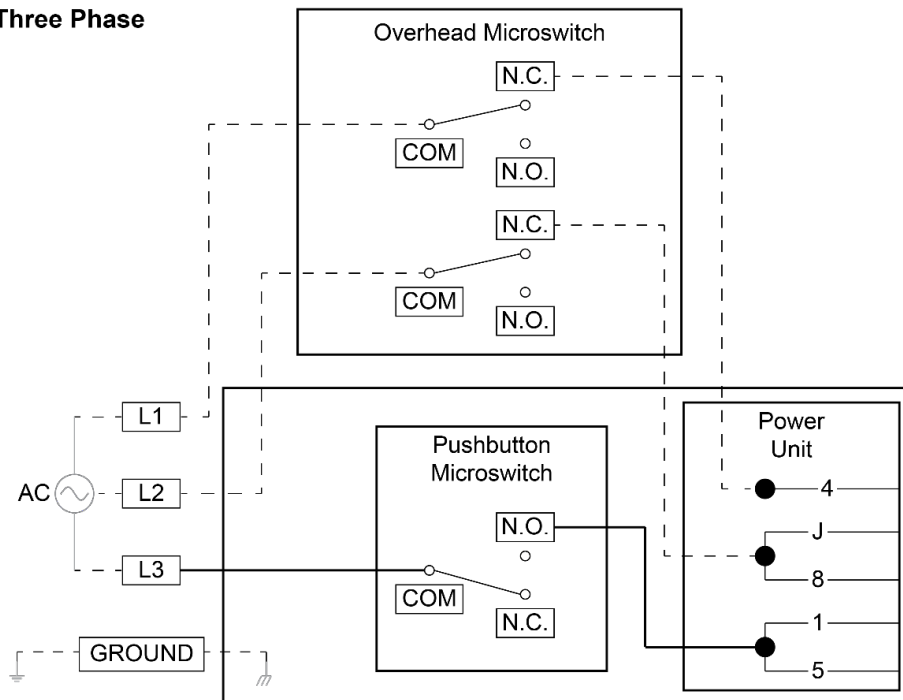 Three Phase
Overhead Microswitch
N.C.
COM
N.O.
N.C.
COM
N.O.
L1
Pushbutton
Microswitch
Power
Unit
AC
L2
4
N.O.
J
L3
COM
8
N.C.
1
GROUND
5